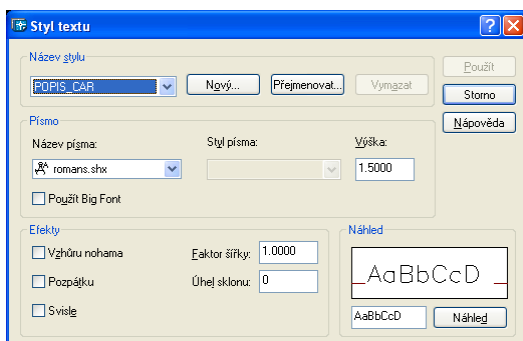 Styl textu
Název stylu
POPIS_CAR
Nový...
Přejmenovat...
Vymazat
Použít
Storno
Nápověda
Písmo
Název písma:
Styl písma:
Výška:
romans.shx
1.5000
Použít Big Font
Efekty
Vzhůru nohama
Faktor šířky:
1.0000
Pozpátku
Úhel sklonu:
0
Svisle
Náhled
_AaBbCcD_
AaBbCcD
Náhled